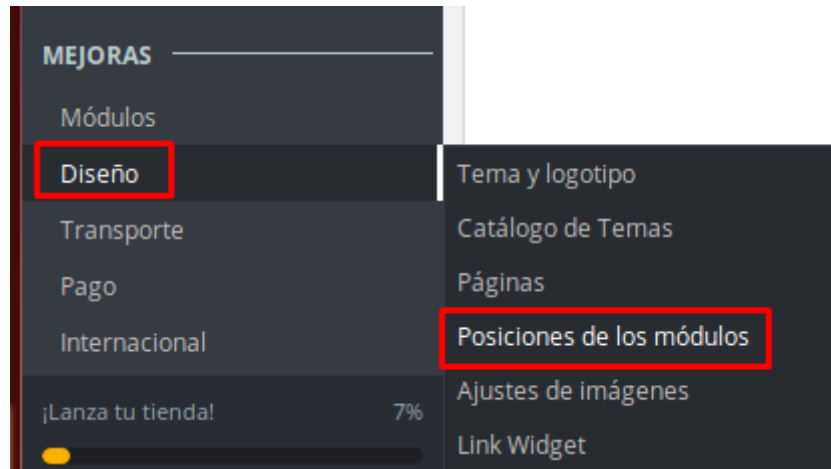 MEJORAS
Módulos
Diseño
Transporte
Pago
Internacional
¡Lanza tu tienda! 7%
Tema y logotipo
Catálogo de Temas
Páginas
Posiciones de los módulos
Ajustes de imágenes
Link Widget